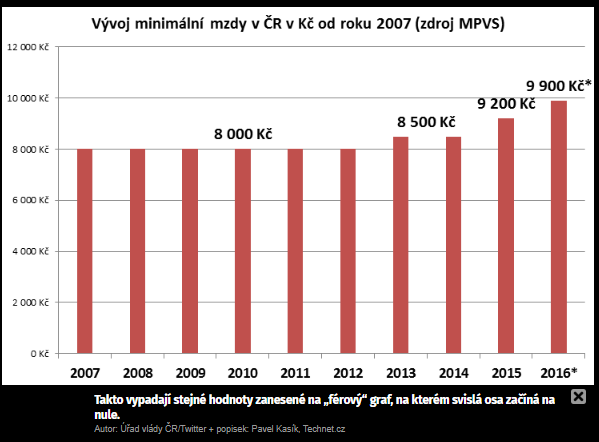 Vývoj minimální mzdy v ČR v Kč od roku 2007 (zdroj MPVS)
12 000 Kč
10 000 Kč
8 000 Kč
6 000 Kč
4 000 Kč
2 000 Kč
0 Kč
8 000 Kč
8 500 Kč
9 200 Kč
9 900 Kč*
2007 2008 2009 2010 2011 2012 2013 2014 2015 2016*
Takto vypadají stejné hodnoty zanesené na „férový“ graf, na kterém svislá osa začíná na
nule.
Autor: Úřad vlády ČR/Twitter + popisek: Pavel Kasík, Technet.cz